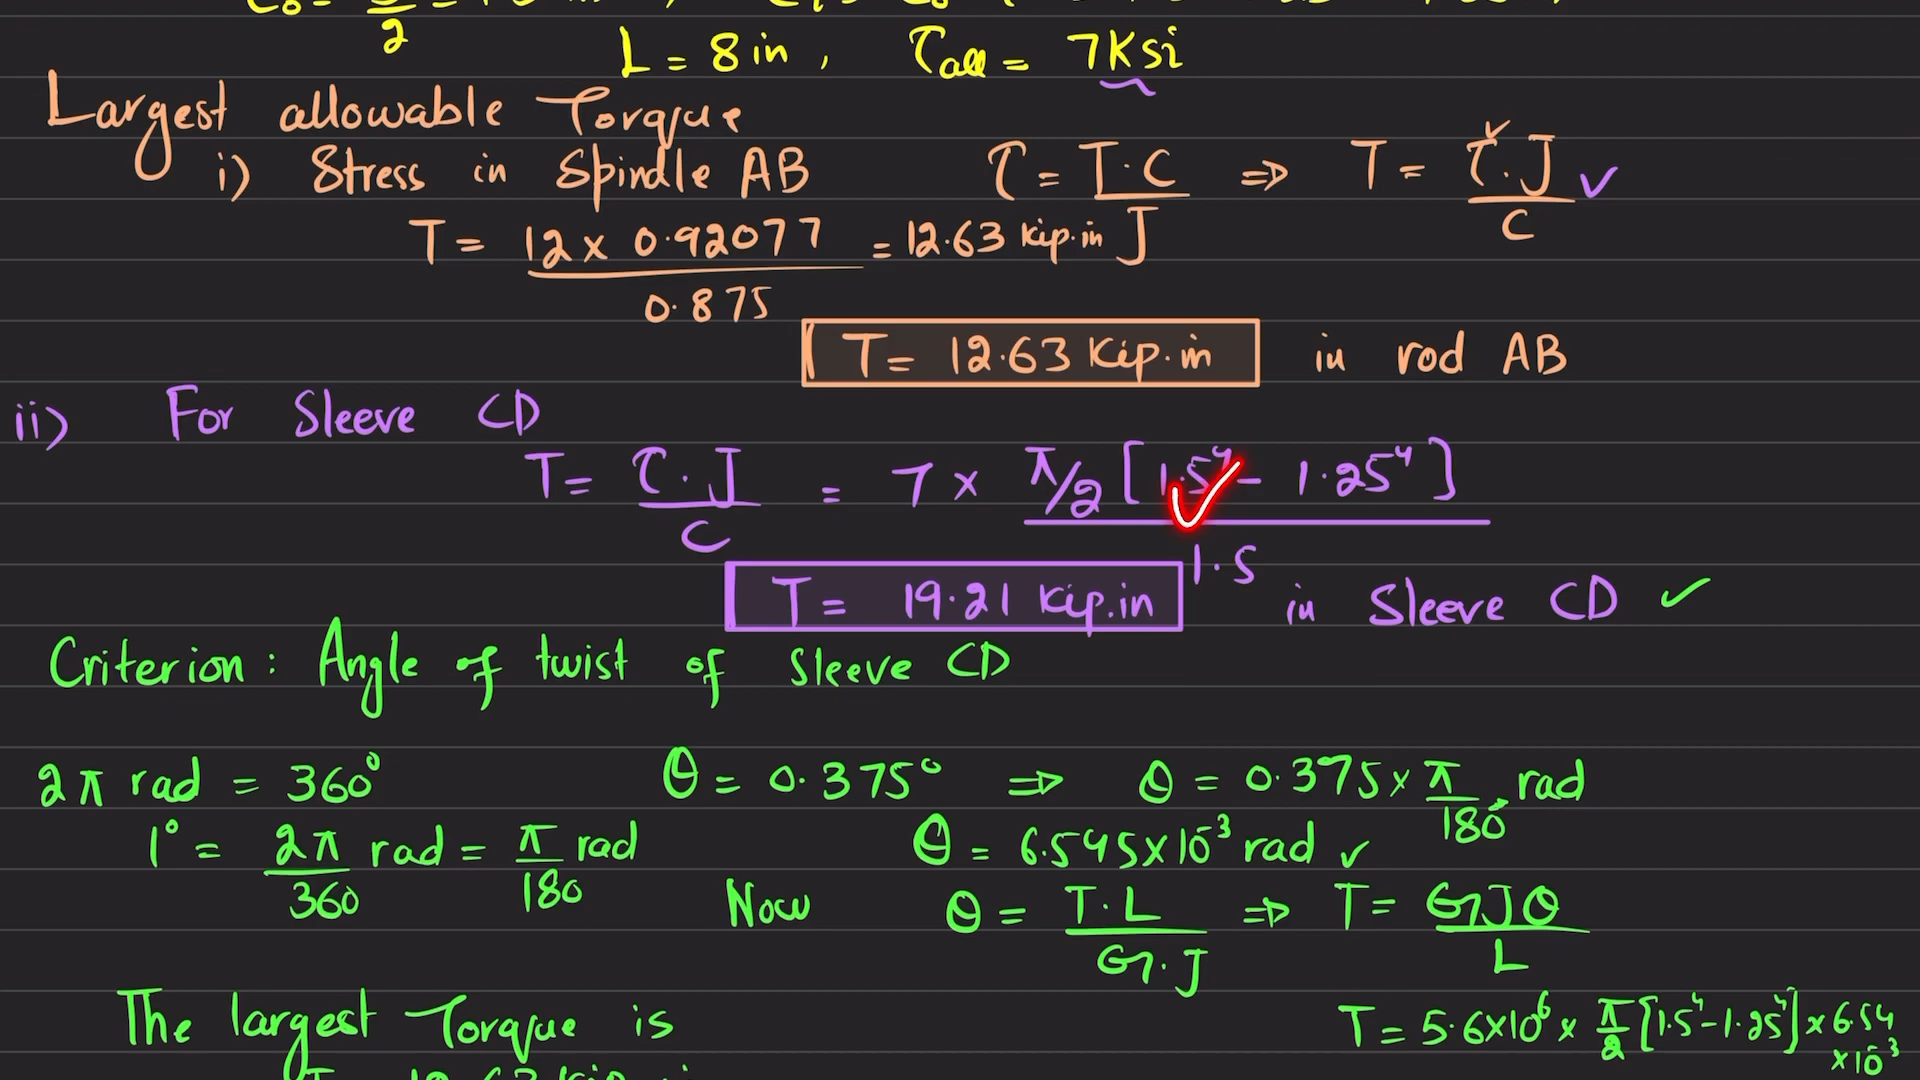 L = 8 in , τall = 7 Ksi
Largest allowable Torque
i) Stress in Spindle AB τ = T·C / J ⇒ T = τ·J / C ✓
T = 12 x 0.92077 / 0.875 = 12.63 kip.in
T = 12.63 Kip.in in rod AB
ii) For Sleeve CD
T = τ·J / C = 7 x π/2 [1.5⁴ - 1.25⁴] / 1.5
T = 19.21 Kip.in in Sleeve CD ✓
Criterion : Angle of twist of Sleeve CD
2π rad = 360° θ = 0.375° ⇒ θ = 0.375 x π/180 rad
1° = 2π/360 rad = π/180 rad θ = 6.545x10⁻³ rad ✓
Now θ = T·L / G·J ⇒ T = GJθ / L
The largest Torque is T = 5.6x10⁶ x π/2 [1.5⁴-1.25⁴] x 6.54 x10⁻³